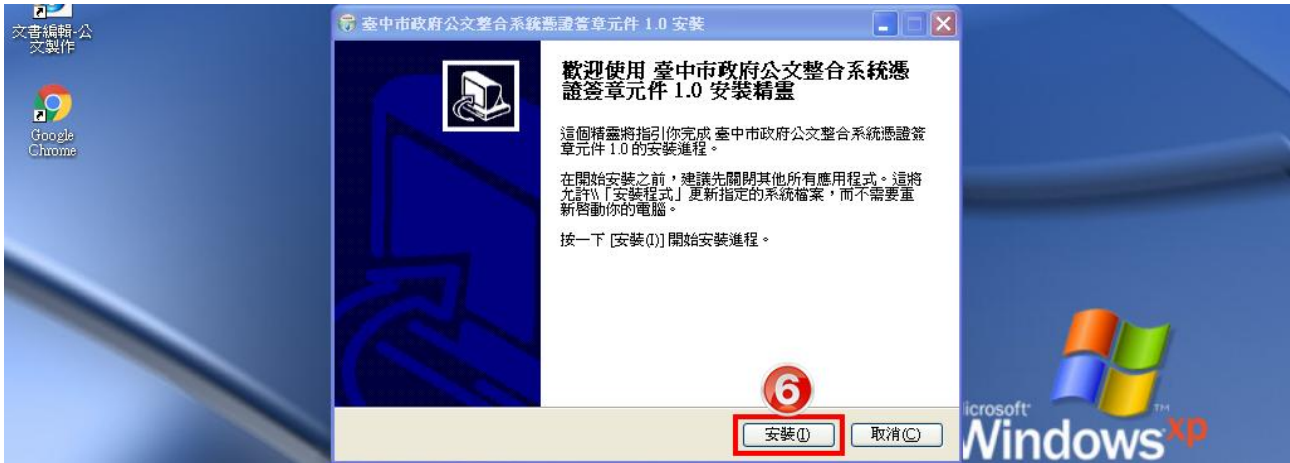 文書編輯-公
文製作
Google
Chrome
臺中市政府公文整合系統憑證簽章元件 1.0 安裝
歡迎使用 臺中市政府公文整合系統憑
證簽章元件 1.0 安裝精靈
這個精靈將指引你完成 臺中市政府公文整合系統憑證簽
章元件 1.0 的安裝進程。
在開始安裝之前，建議先關閉其他所有應用程式。這將
允許\「安裝程式」更新指定的系統檔案，而不需要重
新啓動你的電腦。
按一下 [安裝(I)] 開始安裝進程。
6
安裝(I)
取消(C)
icrosoft
Windows xp
TM